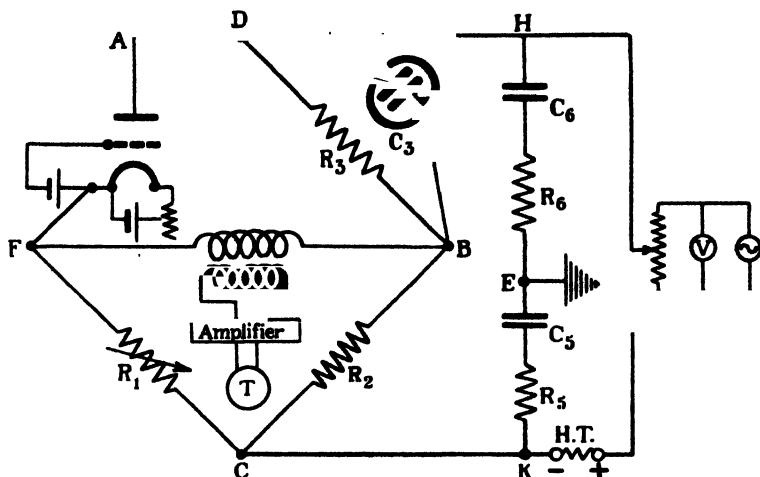 D
H
A
C6
C3
R3
R6
F
B
V
E
Amplifier
C5
R1
T
R2
R5
H.T.
C
K
- +